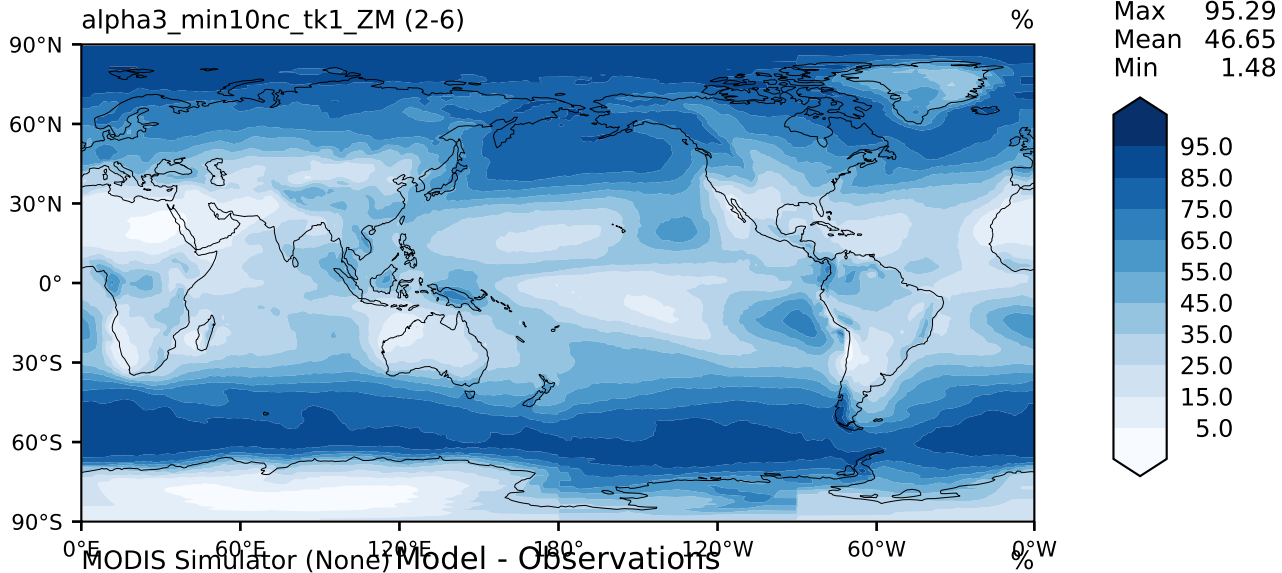 alpha3_min10nc_tk1_ZM (2-6) %
Max 95.29
Mean 46.65
Min 1.48
90°N
60°N
30°N
0°
30°S
60°S
90°S
0°E 60°E 120°E 180° 120°W 60°W 0°W
MODIS Simulator (None) Model - Observations %
95.0
85.0
75.0
65.0
55.0
45.0
35.0
25.0
15.0
5.0